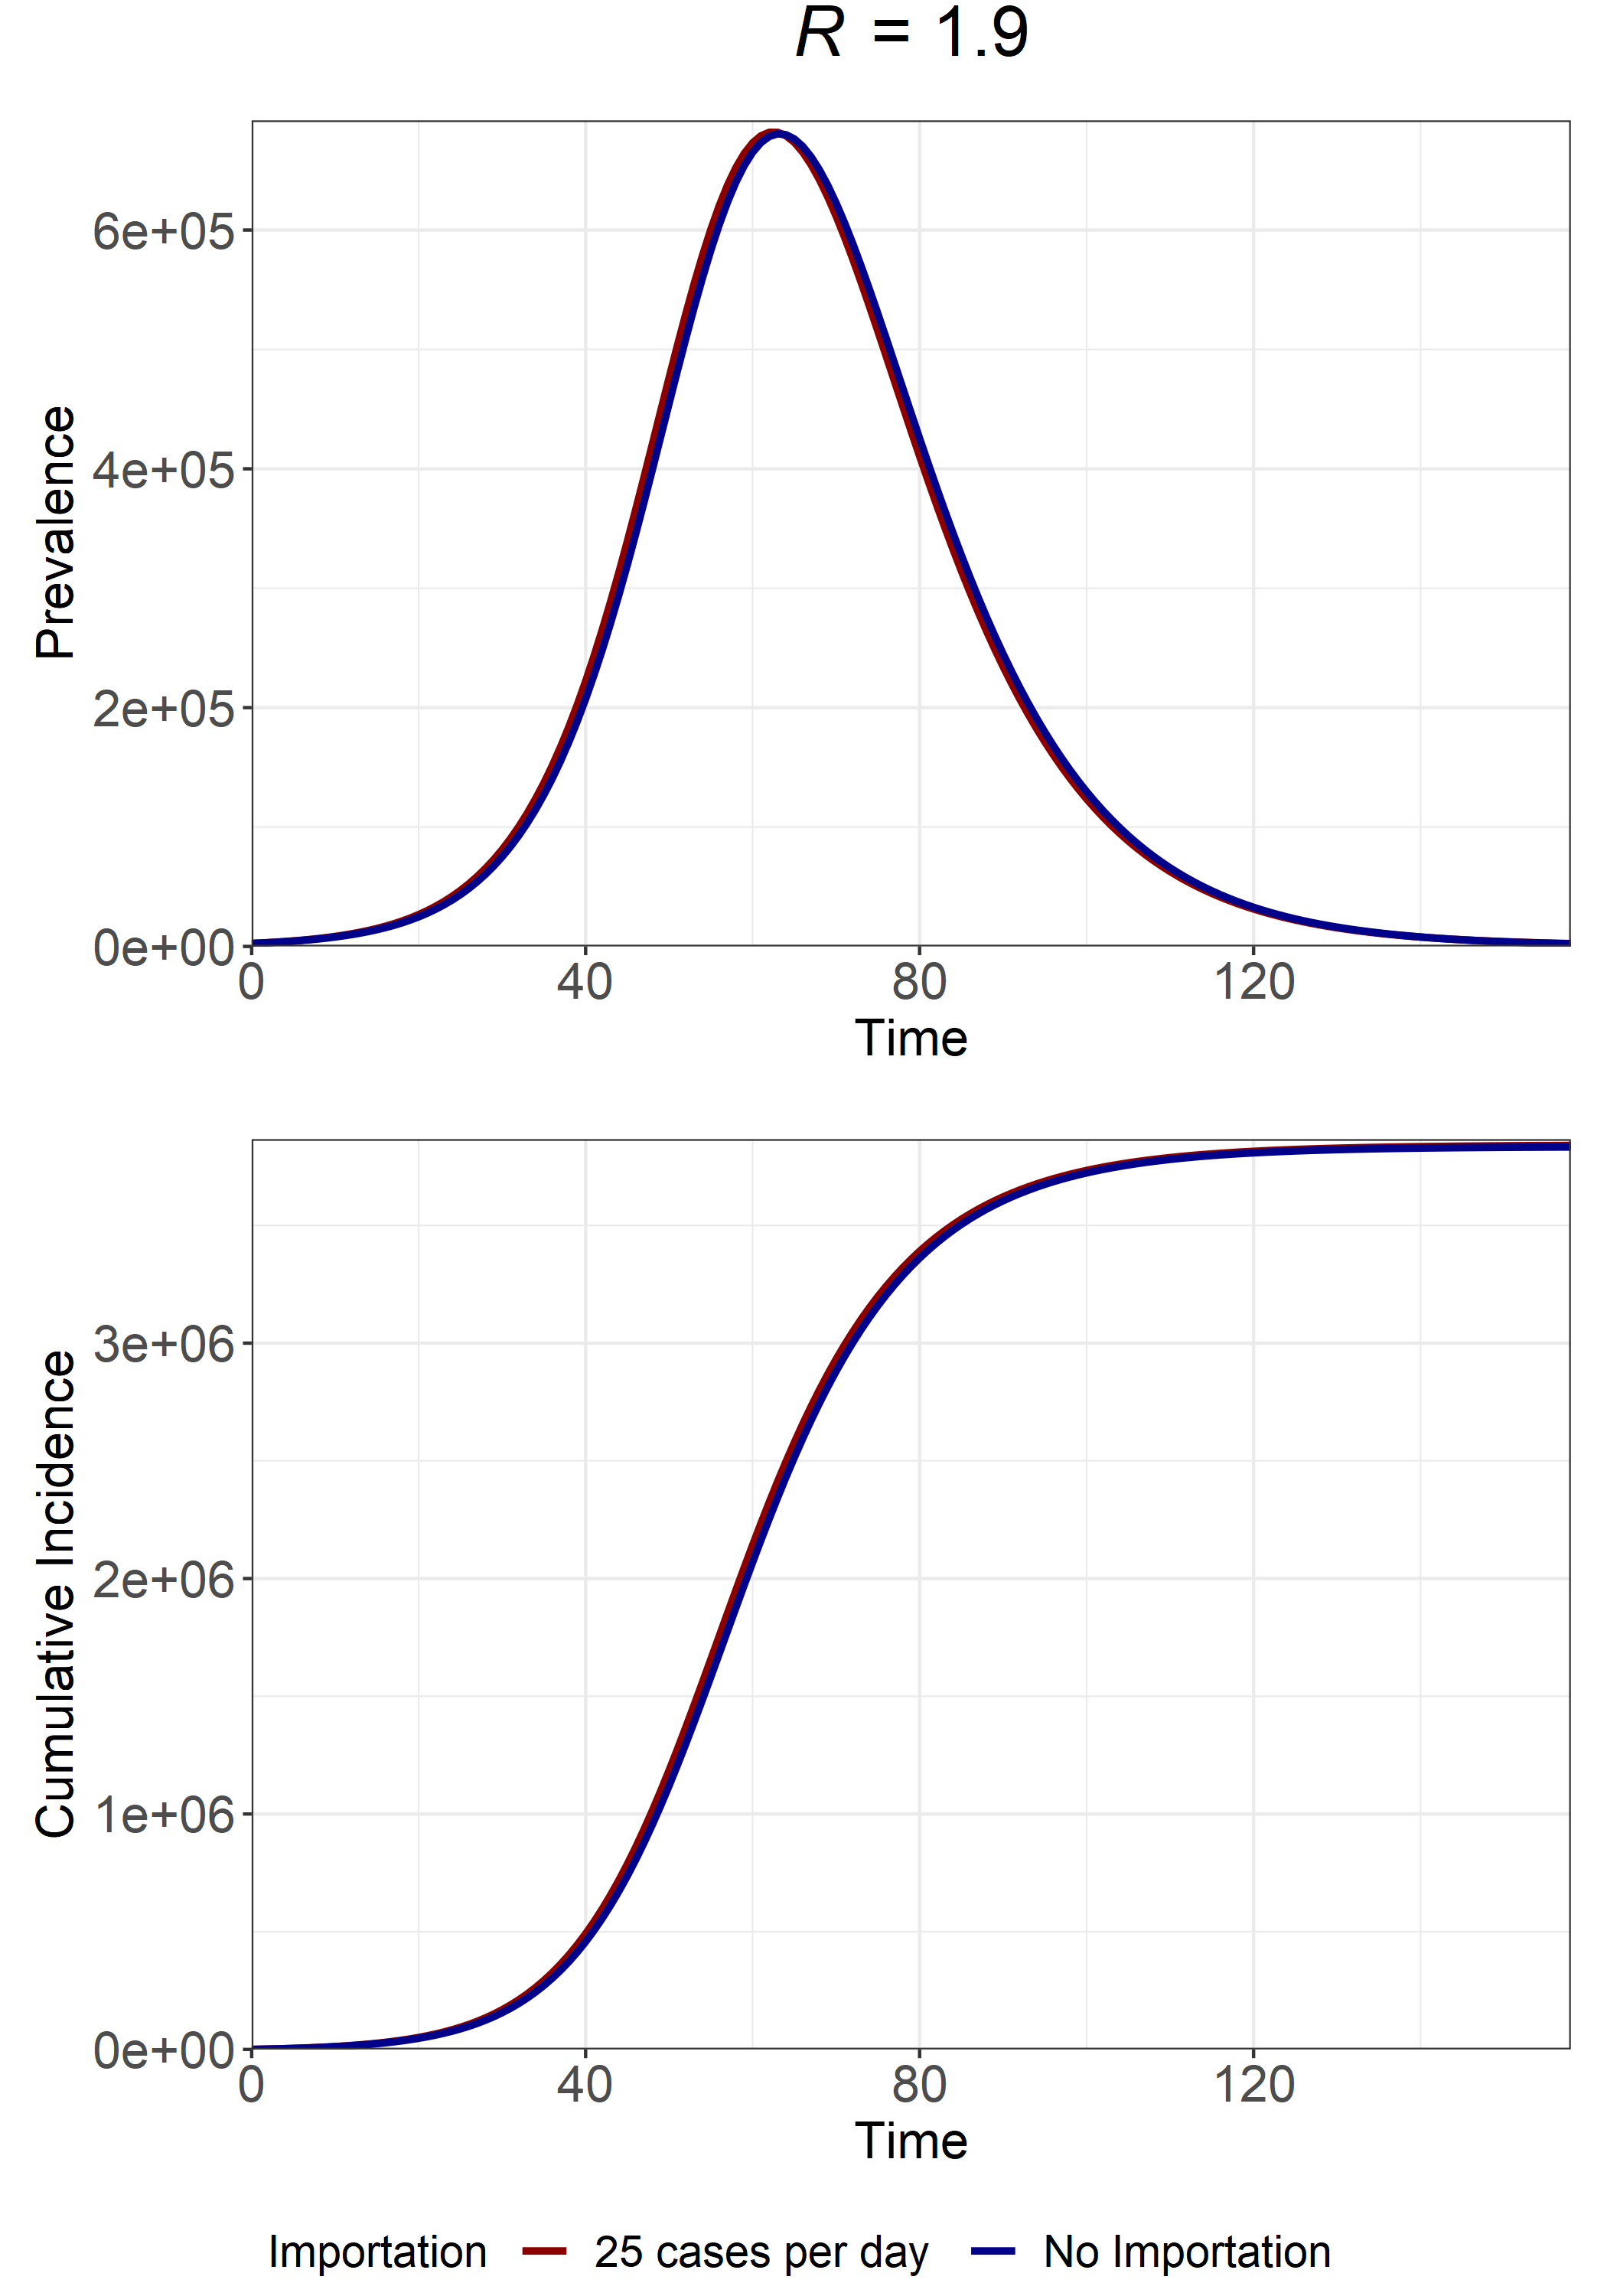 R = 1.9
6e+05
4e+05
2e+05
0e+00
Prevalence
0 40 80 120
Time
3e+06
2e+06
1e+06
0e+00
Cumulative Incidence
0 40 80 120
Time
Importation 25 cases per day No Importation